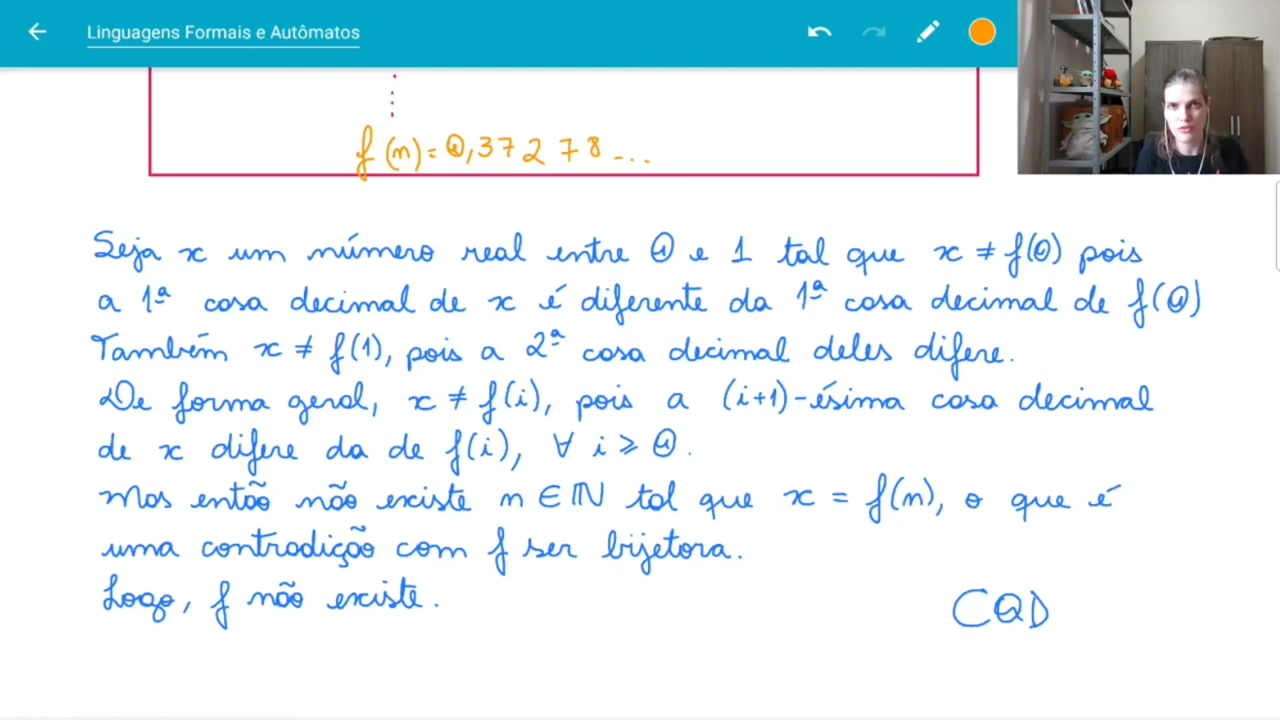 Linguagens Formais e Autômatos
f(n) = 0,37278...
Seja x um número real entre 0 e 1 tal que x ≠ f(0) pois
a 1ª casa decimal de x é diferente da 1ª casa decimal de f(0)
Também x ≠ f(1), pois a 2ª casa decimal deles difere.
De forma geral, x ≠ f(i), pois a (i+1)-ésima casa decimal
de x difere da de f(i), ∀ i ≥ 0.
Mas então não existe n ∈ ℕ tal que x = f(n), o que é
uma contradição com f ser bijetora.
Logo, f não existe.
CQD